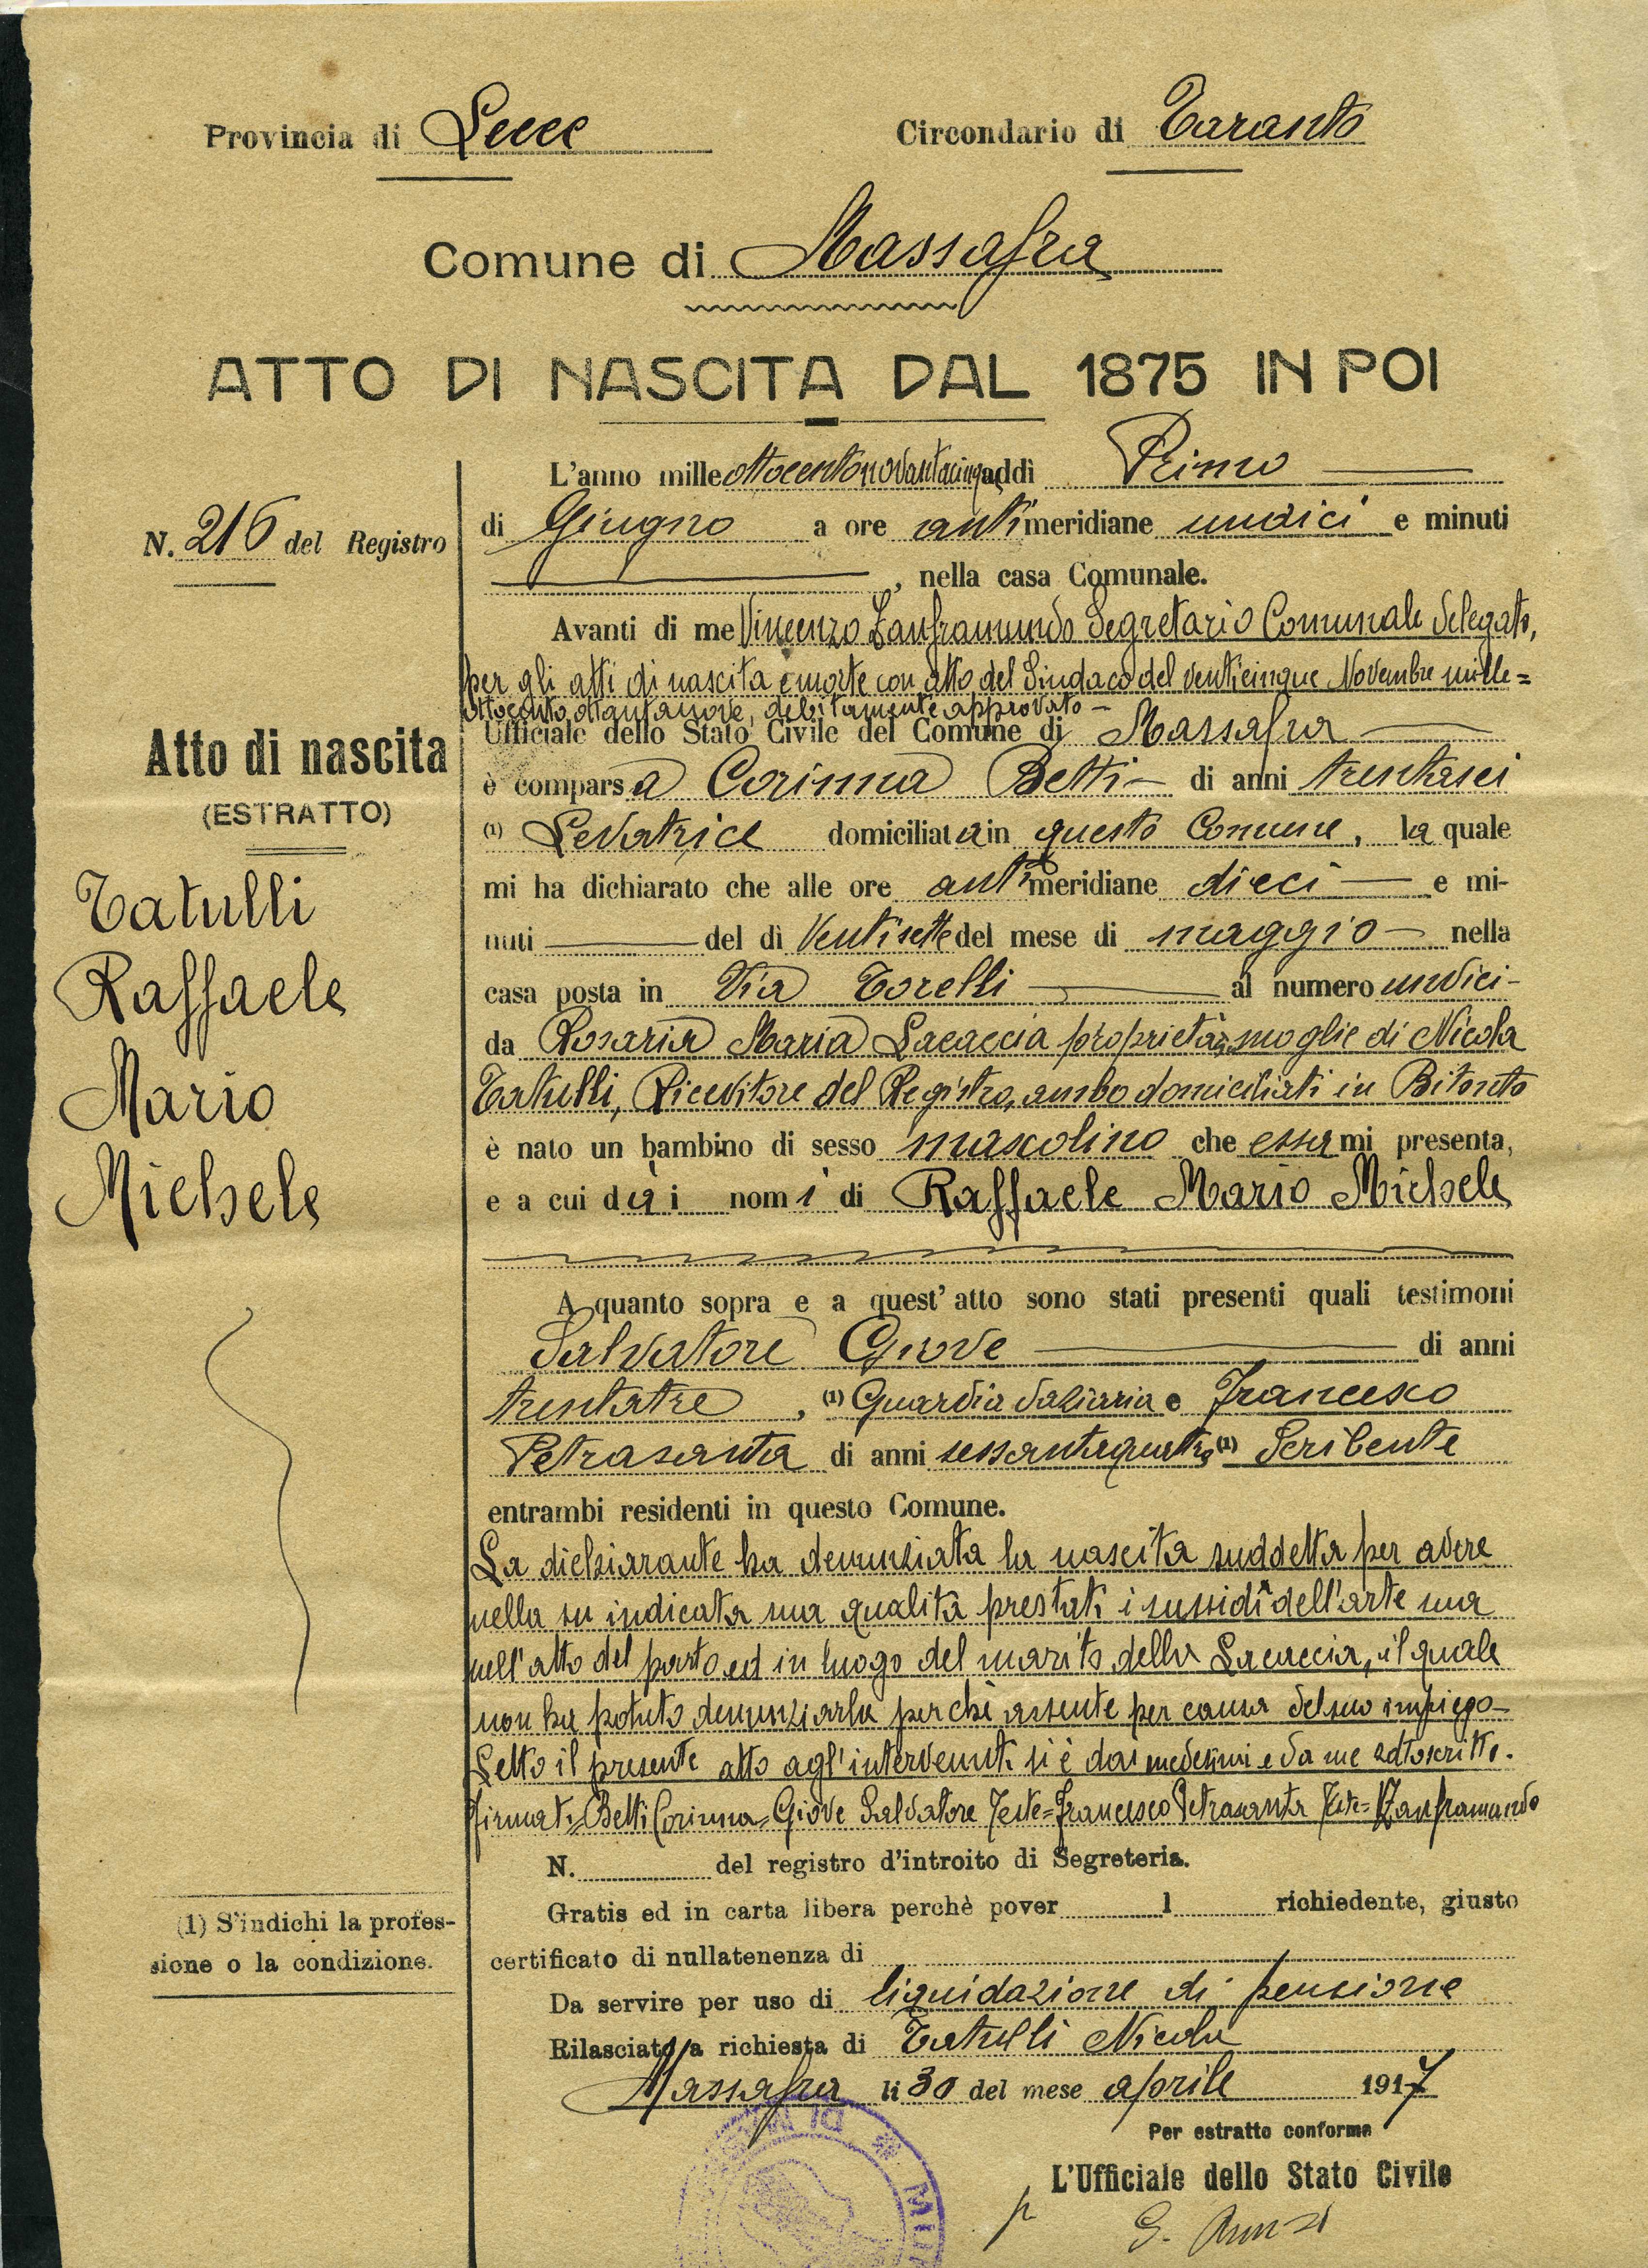 Provincia di Lecce
Circondario di Taranto
Comune di Massafra
ATTO DI NASCITA DAL 1875 IN POI
N. 216 del Registro
Atto di nascita
(ESTRATTO)
Tatulli
Raffaele
Mario
Michele
(1) S'indichi la profes-
sione o la condizione.
L'anno mille ottocentonovantacinque addì Primo
di Giugno a ore antimeridiane undici e minuti
, nella casa Comunale.
Avanti di me Vincenzo Zanframundo Segretario Comunale delegato,
per gli atti di nascita e morte con atto del Sindaco del venticinque Novembre mille=
ottocento ottantanove, debitamente approvato
Ufficiale dello Stato Civile del Comune di Massafra
è comparsa Corinna Betti di anni trentasei
(1) Levatrice domiciliata in questo Comune, la quale
mi ha dichiarato che alle ore antimeridiane dieci e mi-
nuti del dì ventisette del mese di maggio nella
casa posta in Via Torelli al numero undici
da Rosaria Maria Lacaccia proprietà, moglie di Nicola
Tatulli, Ricevitore del Registro, ambo domiciliati in Bitonto
è nato un bambino di sesso mascolino che essa mi presenta,
e a cui dà i nomi di Raffaele Mario Michele
A quanto sopra e a quest' atto sono stati presenti quali testimoni
Salvatore Giove di anni
trentatre, (1) Guardia daziaria e Francesco
Petrasanta di anni sessantaquattro (1) Scribente
entrambi residenti in questo Comune.
La dichiarante ha denunziata la nascita suddetta per avere
nella su indicata sua qualità prestati i sussidi dell'arte sua
nell'atto del parto ed in luogo del marito della Lacaccia, il quale
non ha potuto denunziarla perchè assente per causa del suo impiego
Letto il presente atto agl'intervenuti si è dai medesimi e da me sottoscritto.
firmati= Betti Corinna= Giove Salvatore Teste= Francesco Petrasanta Teste= V Zanframundo
N. del registro d'introito di Segreteria.
Gratis ed in carta libera perchè pover l richiedente, giusto
certificato di nullatenenza di
Da servire per uso di liquidazione di pensione
Rilasciato a richiesta di Tatulli Nicola
Massafra li 30 del mese aprile 1917
Per estratto conforme
L'Ufficiale dello Stato Civile
p